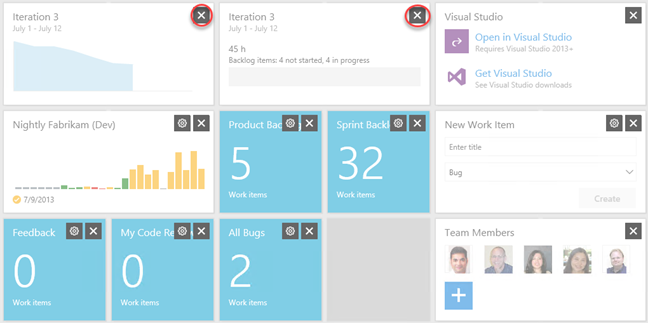 Iteration 3
July 1 - July 12
Iteration 3
July 1 - July 12
45 h
Backlog items: 4 not started, 4 in progress
Visual Studio
Open in Visual Studio
Requires Visual Studio 2013+
Get Visual Studio
See Visual Studio downloads
Nightly Fabrikam (Dev)
7/9/2013
Product Ba
5
Work items
Sprint Backl
32
Work items
New Work Item
Enter title
Bug
Create
Feedback
0
Work items
My Code Re
0
Work items
All Bugs
2
Work items
Team Members